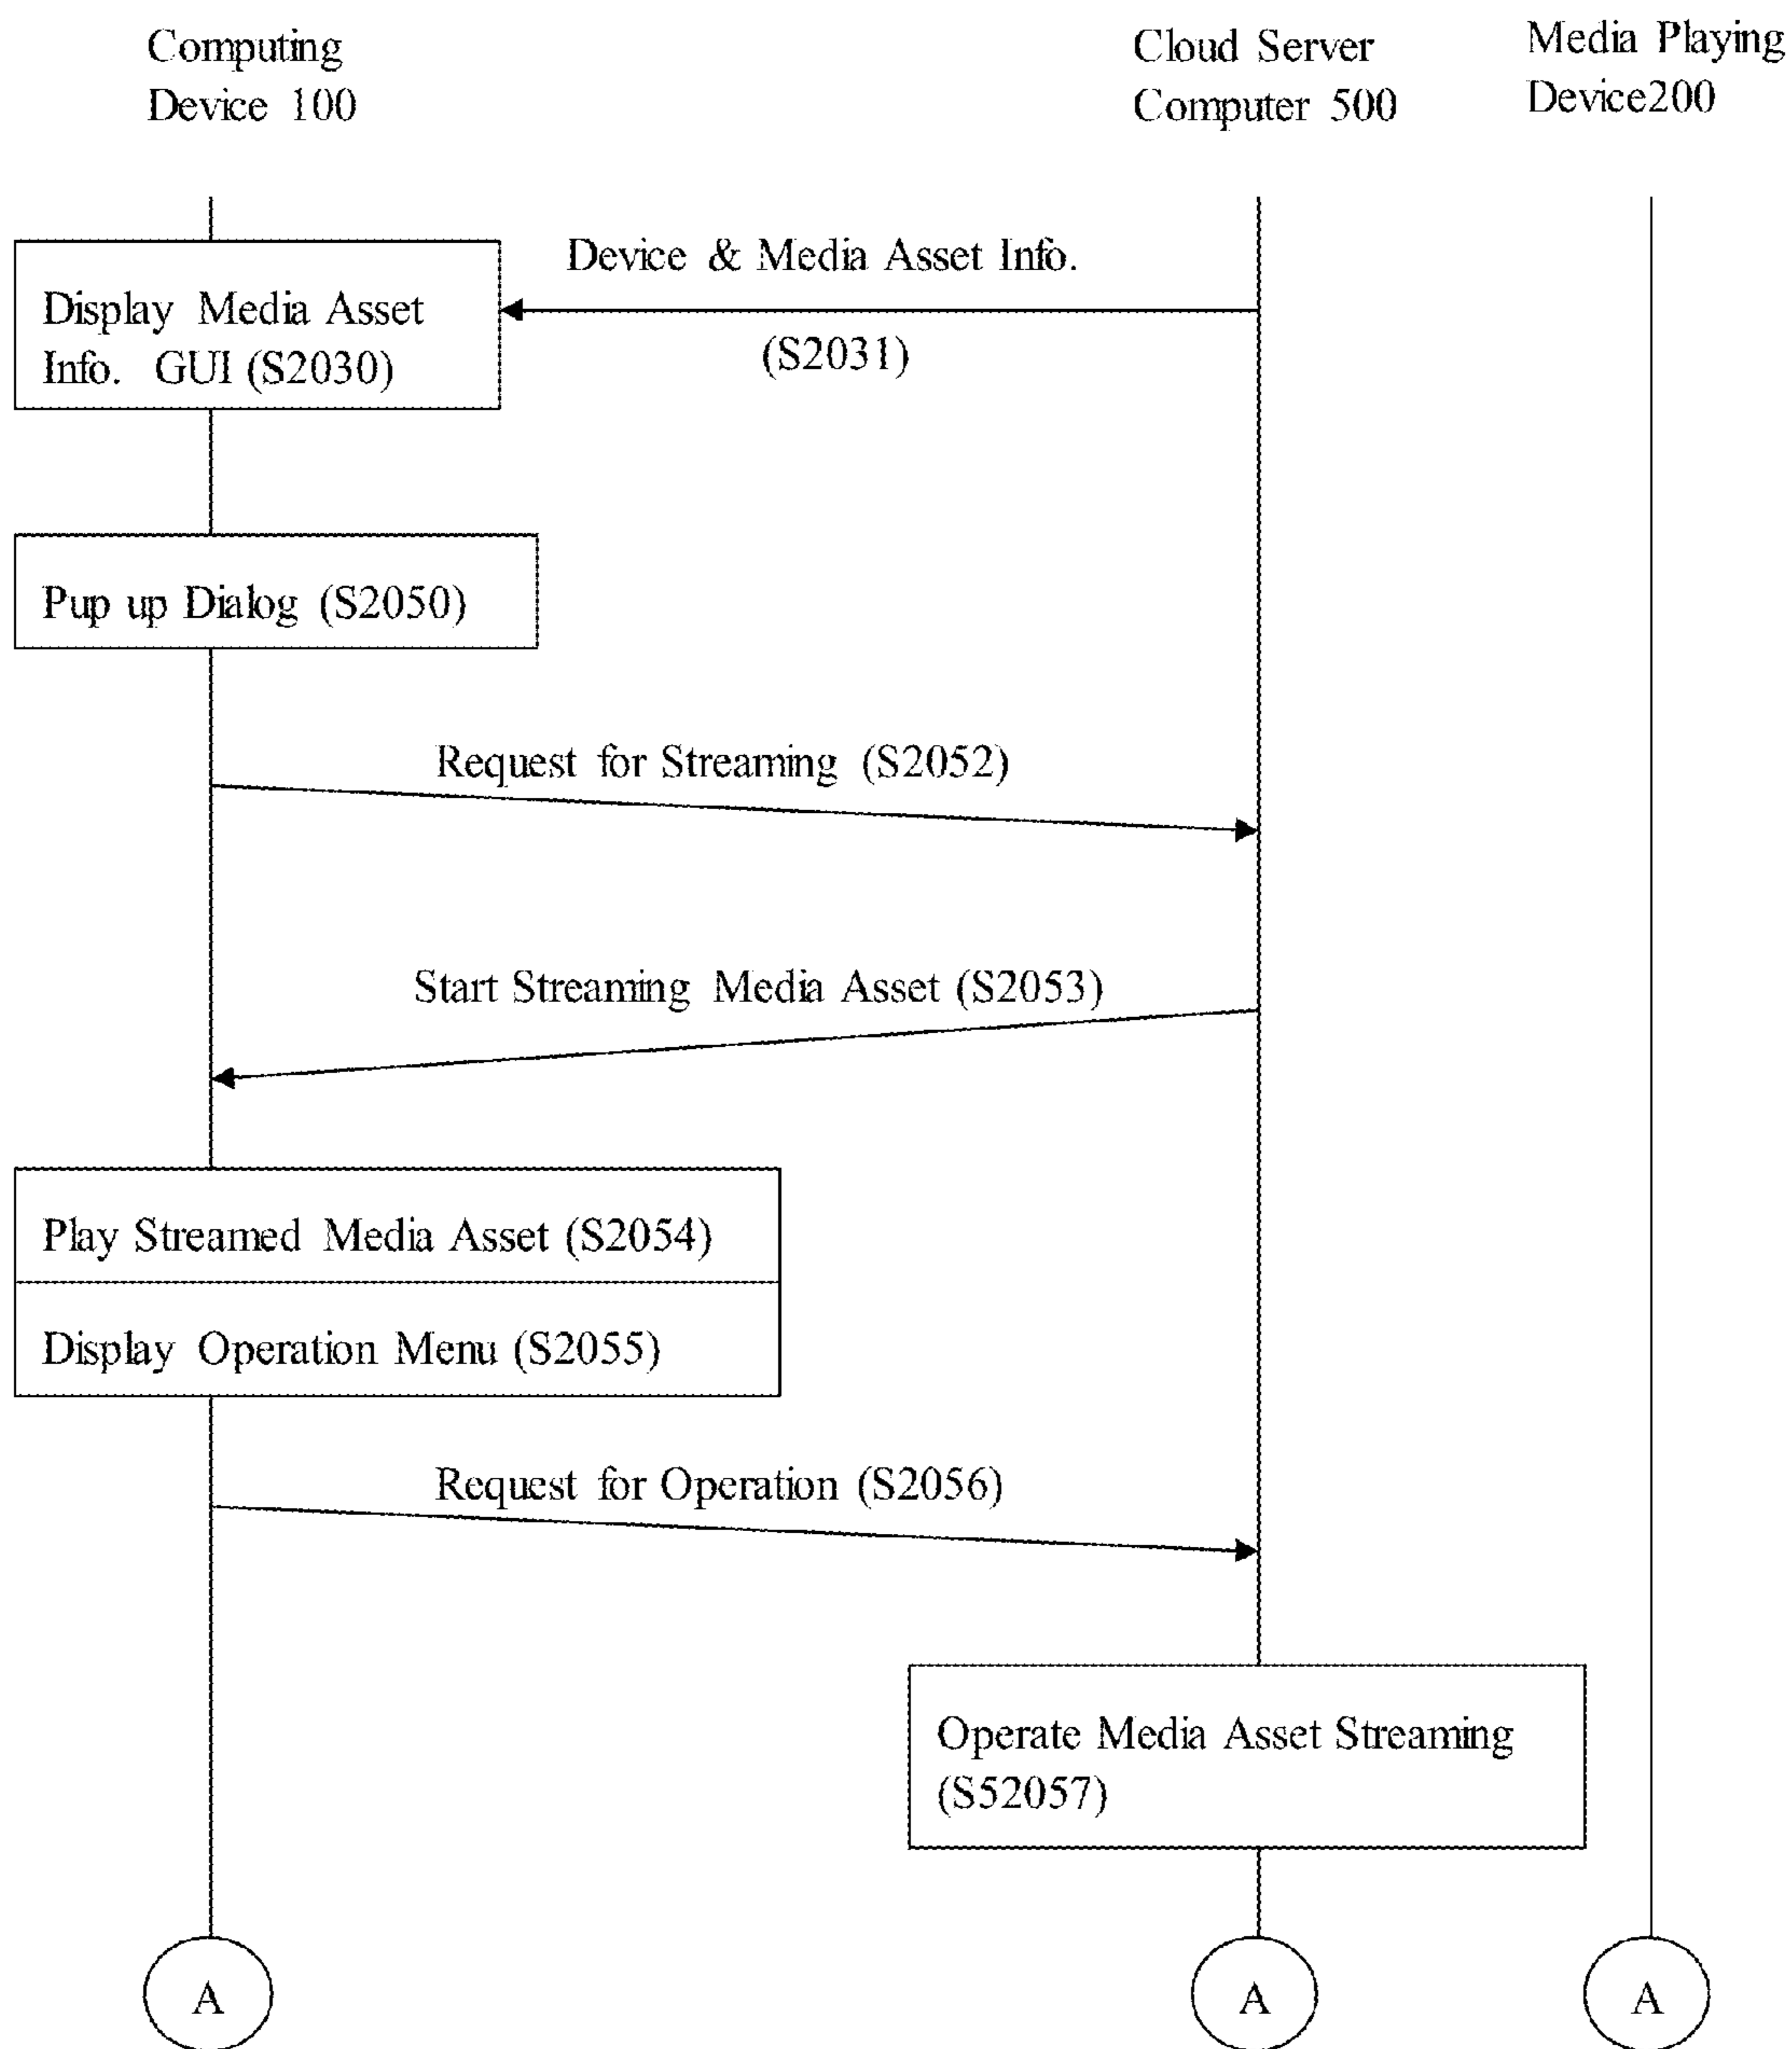 Computing
Device 100
Cloud Server
Computer 500
Media Playing
Device200
Device & Media Asset Info.
(S2031)
Display Media Asset
Info. GUI (S2030)
Pup up Dialog (S2050)
Request for Streaming (S2052)
Start Streaming Media Asset (S2053)
Play Streamed Media Asset (S2054)
Display Operation Menu (S2055)
Request for Operation (S2056)
Operate Media Asset Streaming
(S52057)
A
A
A